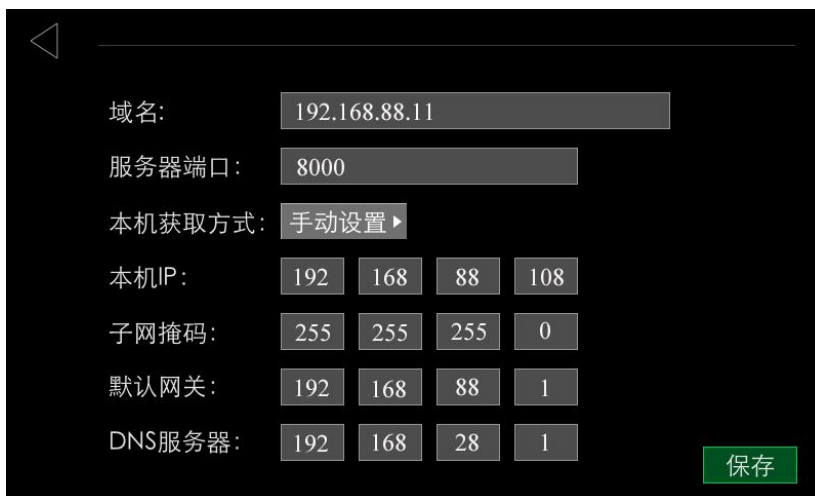 域名: 192.168.88.11
服务器端口: 8000
本机获取方式: 手动设置
本机IP: 192 168 88 108
子网掩码: 255 255 255 0
默认网关: 192 168 88 1
DNS服务器: 192 168 28 1
保存